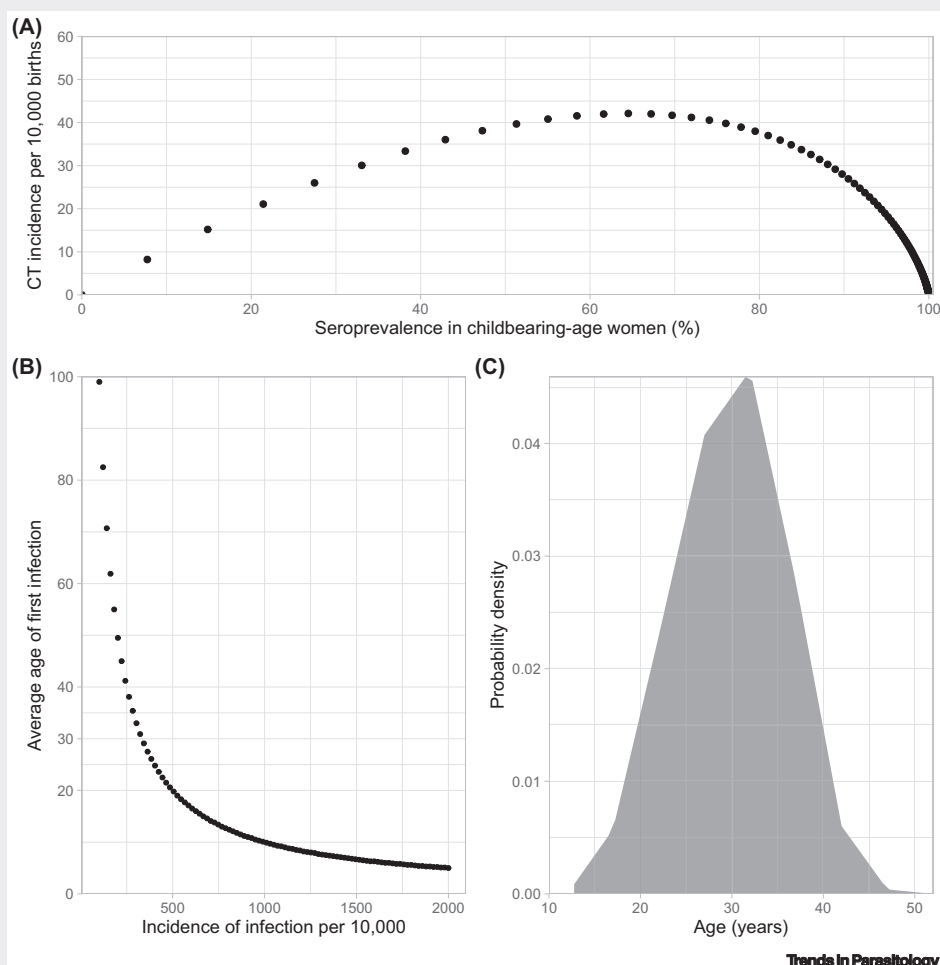 (A)
CT incidence per 10,000 births
60
50
40
30
20
10
0
0 20 40 60 80 100
Seroprevalence in childbearing-age women (%)
(B)
Average age of first infection
100
80
60
40
30
20
0
500 1000 1500 2000
Incidence of infection per 10,000
(C)
Probability density
0.04
0.03
0.02
0.01
0.00
10 20 30 40 50
Age (years)
Trends in Parasitology